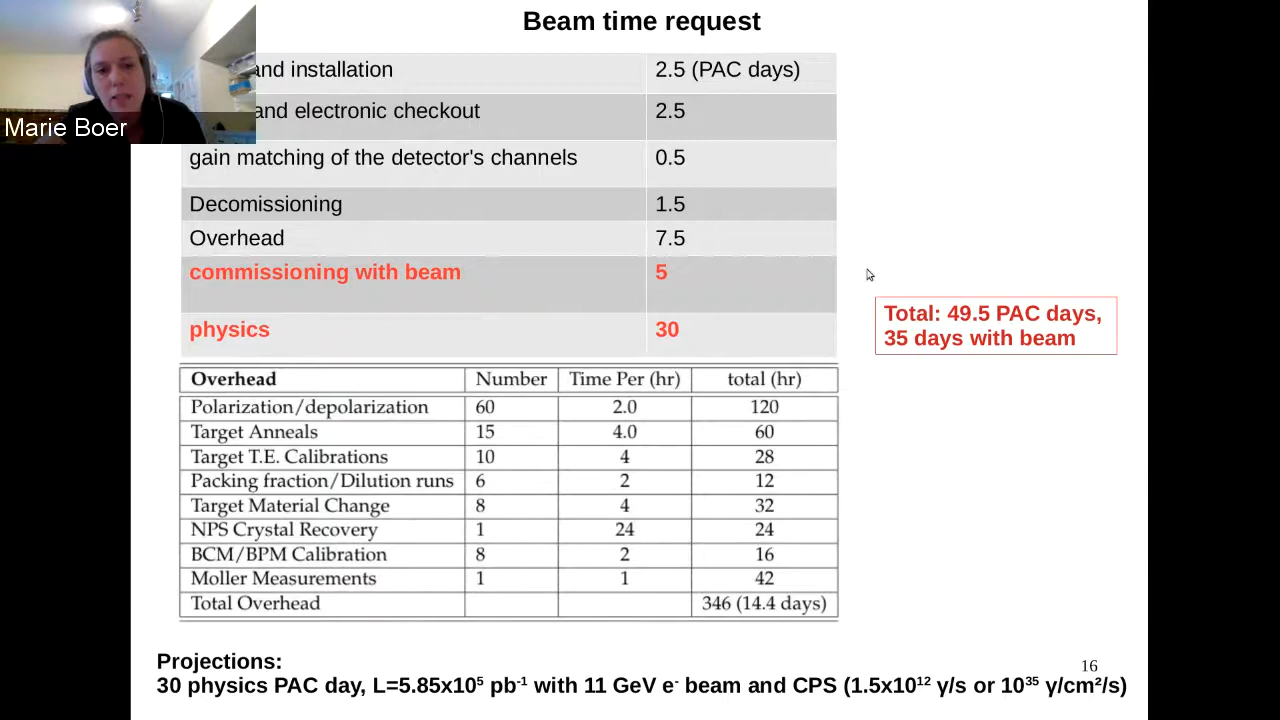 Beam time request
and installation 2.5 (PAC days)
and electronic checkout 2.5
Marie Boer
gain matching of the detector's channels 0.5
Decomissioning 1.5
Overhead 7.5
commissioning with beam 5
physics 30
Total: 49.5 PAC days,
35 days with beam
Overhead Number Time Per (hr) total (hr)
Polarization/depolarization 60 2.0 120
Target Anneals 15 4.0 60
Target T.E. Calibrations 10 4 28
Packing fraction/Dilution runs 6 2 12
Target Material Change 8 4 32
NPS Crystal Recovery 1 24 24
BCM/BPM Calibration 8 2 16
Moller Measurements 1 1 42
Total Overhead 346 (14.4 days)
Projections:
16
30 physics PAC day, L=5.85x10⁵ pb⁻¹ with 11 GeV e⁻ beam and CPS (1.5x10¹² γ/s or 10³⁵ γ/cm²/s)